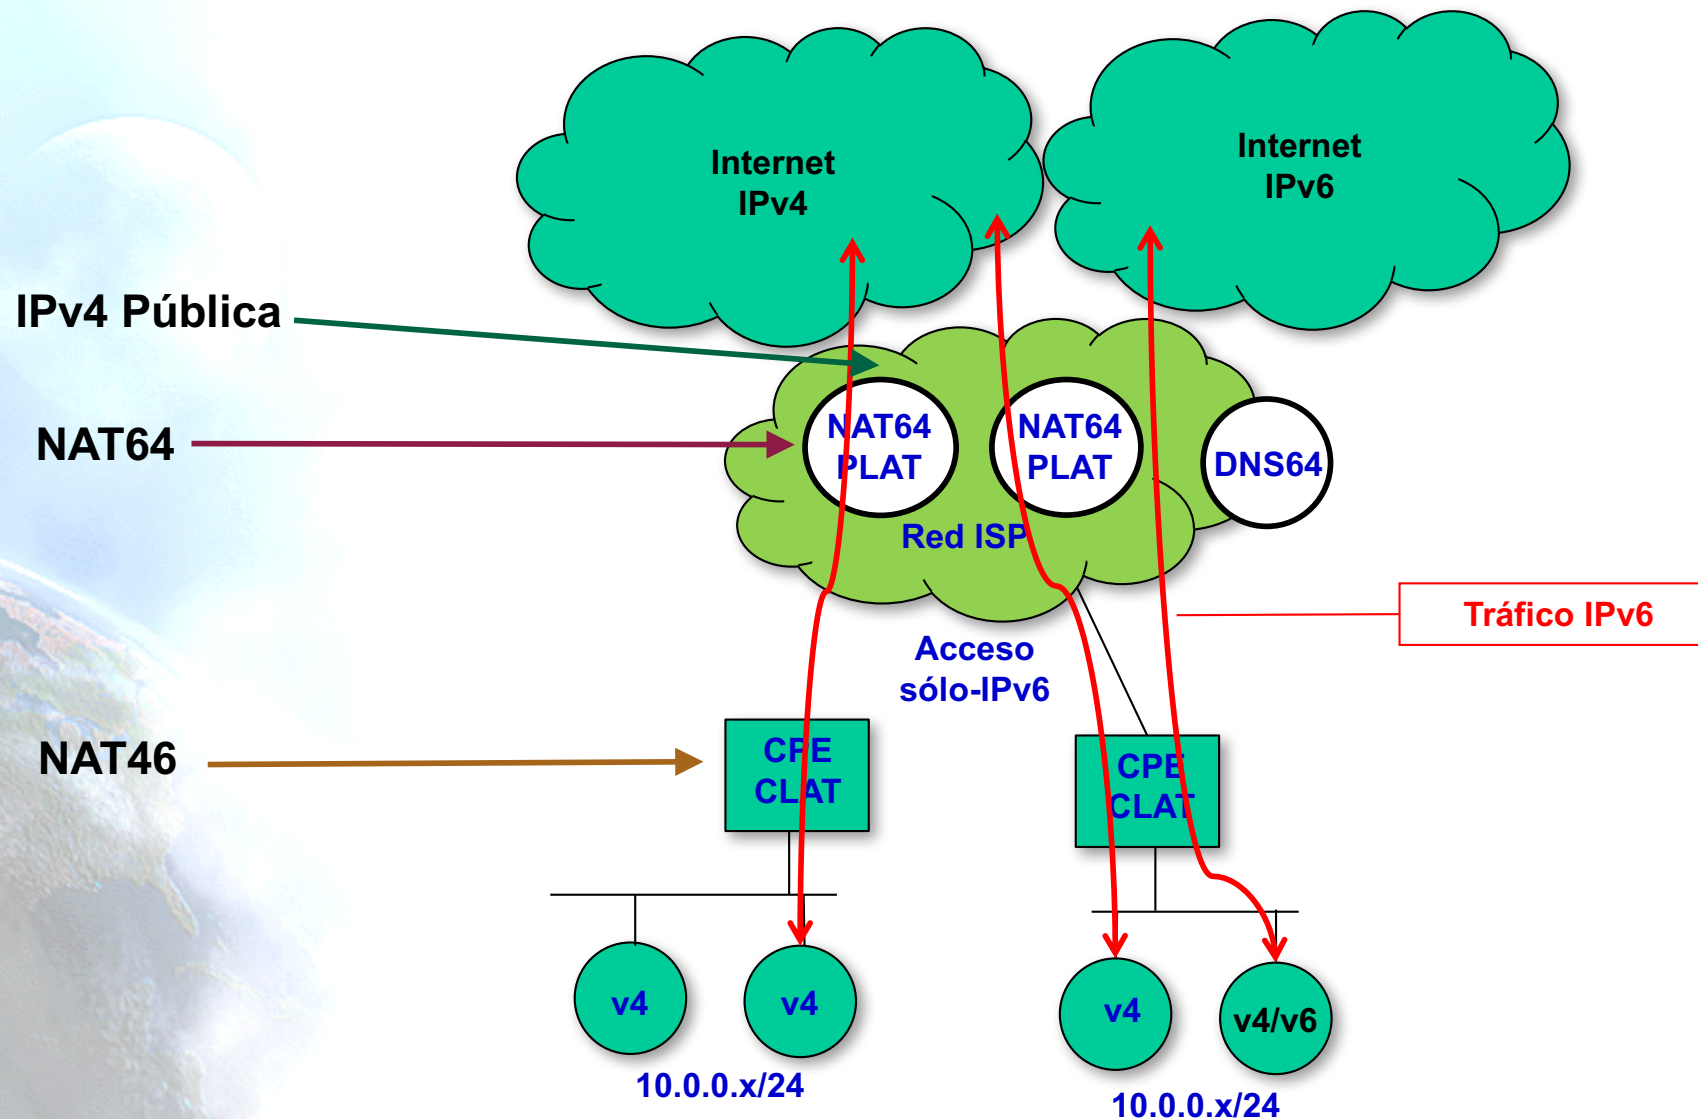 Internet
IPv4
Internet
IPv6
IPv4 Pública
NAT64
NAT64
PLAT
NAT64
PLAT
DNS64
Red ISP
Tráfico IPv6
Acceso
sólo-IPv6
NAT46
CPE
CLAT
CPE
CLAT
v4
v4
v4
v4/v6
10.0.0.x/24
10.0.0.x/24